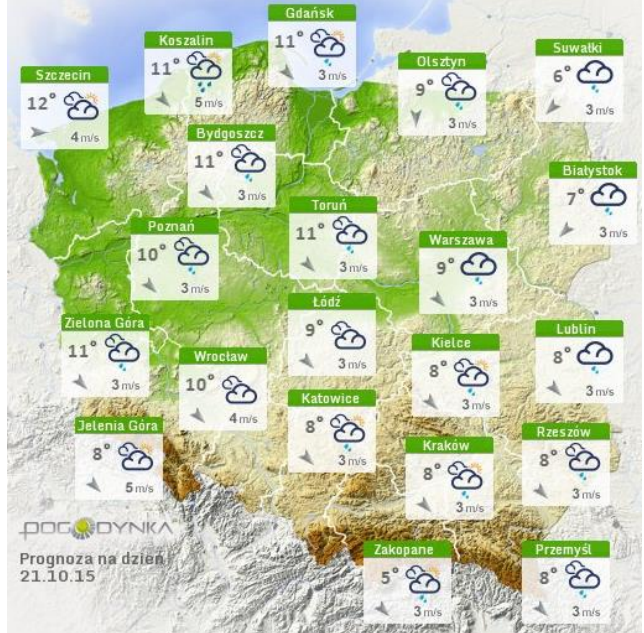 Gdańsk
11°
3 m/s
Koszalin
11°
5 m/s
Suwałki
6°
3 m/s
Olsztyn
9°
3 m/s
Szczecin
12°
4 m/s
Bydgoszcz
11°
3 m/s
Białystok
7°
3 m/s
Toruń
11°
3 m/s
Poznań
10°
3 m/s
Warszawa
9°
3 m/s
Łódź
9°
3 m/s
Zielona Góra
11°
3 m/s
Lublin
8°
3 m/s
Kielce
8°
3 m/s
Wrocław
10°
4 m/s
Katowice
8°
3 m/s
Jelenia Góra
8°
5 m/s
Rzeszów
8°
3 m/s
Kraków
8°
3 m/s
POGODYNKA
Prognoza na dzień
21.10.15
Zakopane
5°
3 m/s
Przemyśl
8°
3 m/s